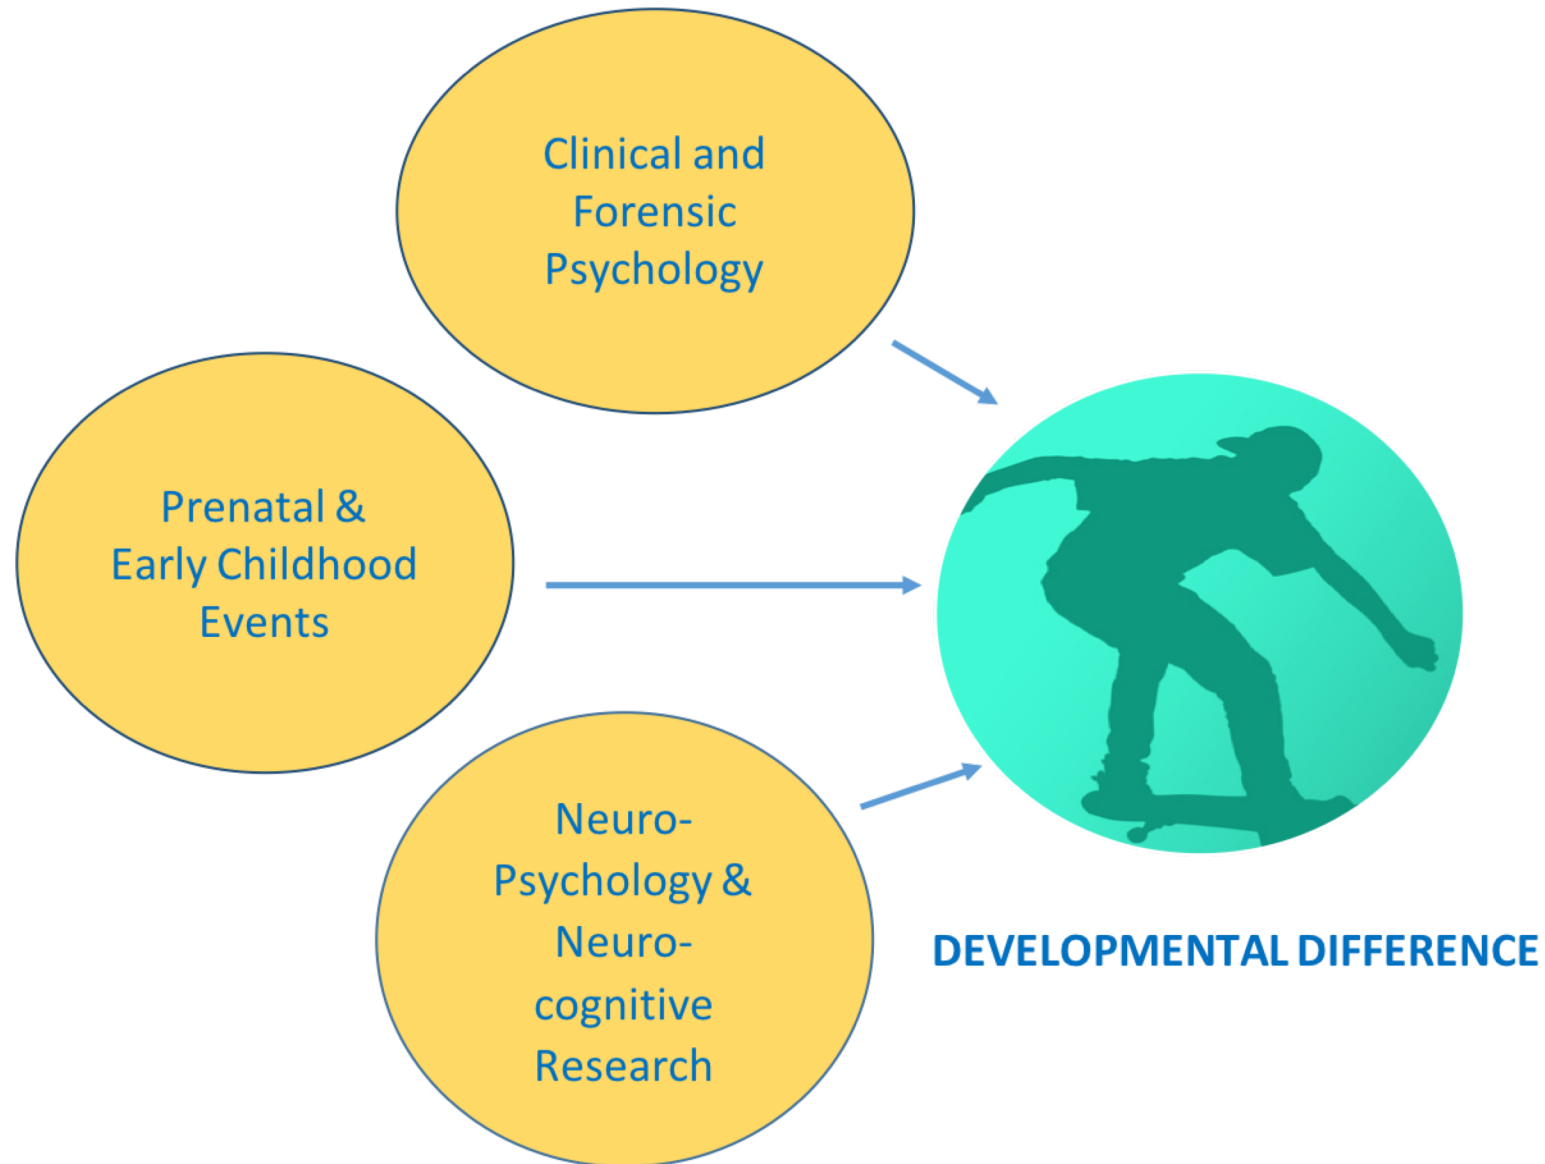 Clinical and
Forensic
Psychology
Prenatal &
Early Childhood
Events
Neuro-
Psychology &
Neuro-
cognitive
Research
DEVELOPMENTAL DIFFERENCE